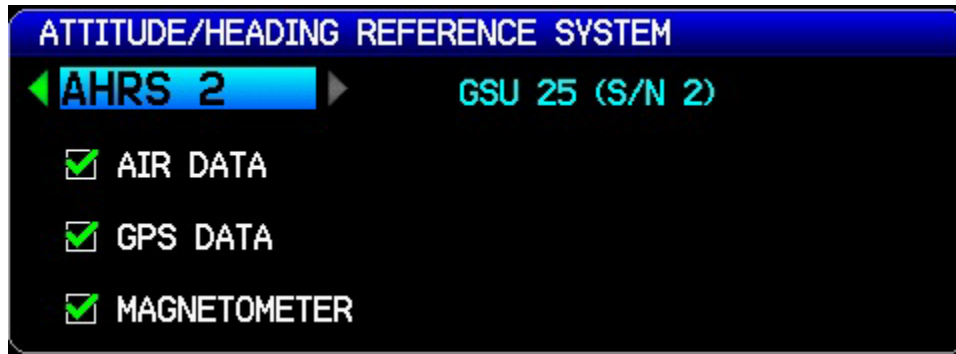 ATTITUDE/HEADING REFERENCE SYSTEM
AHRS 2 GSU 25 (S/N 2)
AIR DATA
GPS DATA
MAGNETOMETER